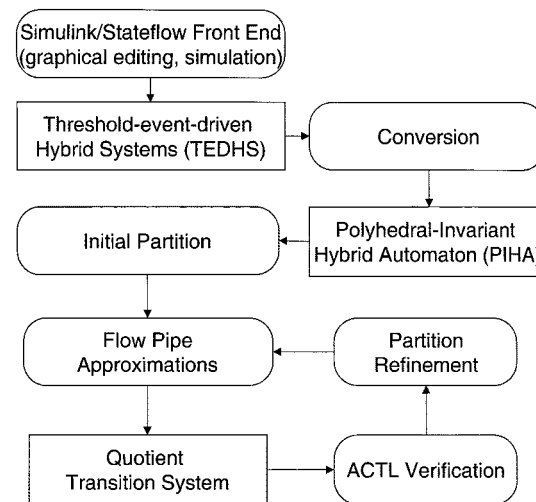 Simulink/Stateflow Front End
(graphical editing, simulation)
Threshold-event-driven
Hybrid Systems (TEDHS)
Conversion
Polyhedral-Invariant
Hybrid Automaton (PIHA)
Initial Partition
Flow Pipe
Approximations
Partition
Refinement
Quotient
Transition System
ACTL Verification